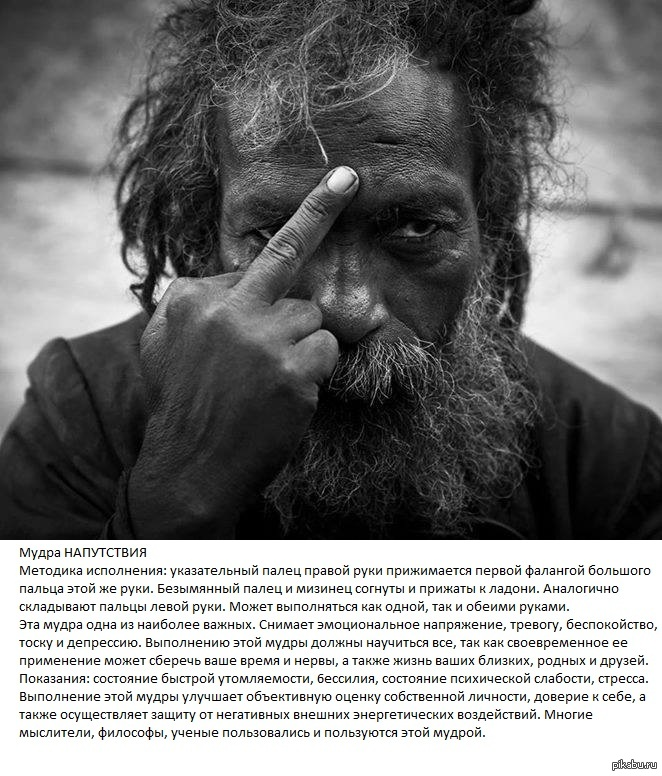 Мудра НАПУТСТВИЯ
Методика исполнения: указательный палец правой руки прижимается первой фалангой большого
пальца этой же руки. Безымянный палец и мизинец согнуты и прижаты к ладони. Аналогично
складывают пальцы левой руки. Может выполняться как одной, так и обеими руками.
Эта мудра одна из наиболее важных. Снимает эмоциональное напряжение, тревогу, беспокойство,
тоску и депрессию. Выполнению этой мудры должны научиться все, так как своевременное ее
применение может сберечь ваше время и нервы, а также жизнь ваших близких, родных и друзей.
Показания: состояние быстрой утомляемости, бессилия, состояние психической слабости, стресса.
Выполнение этой мудры улучшает объективную оценку собственной личности, доверие к себе, а
также осуществляет защиту от негативных внешних энергетических воздействий. Многие
мыслители, философы, ученые пользовались и пользуются этой мудрой.
pikabu.ru